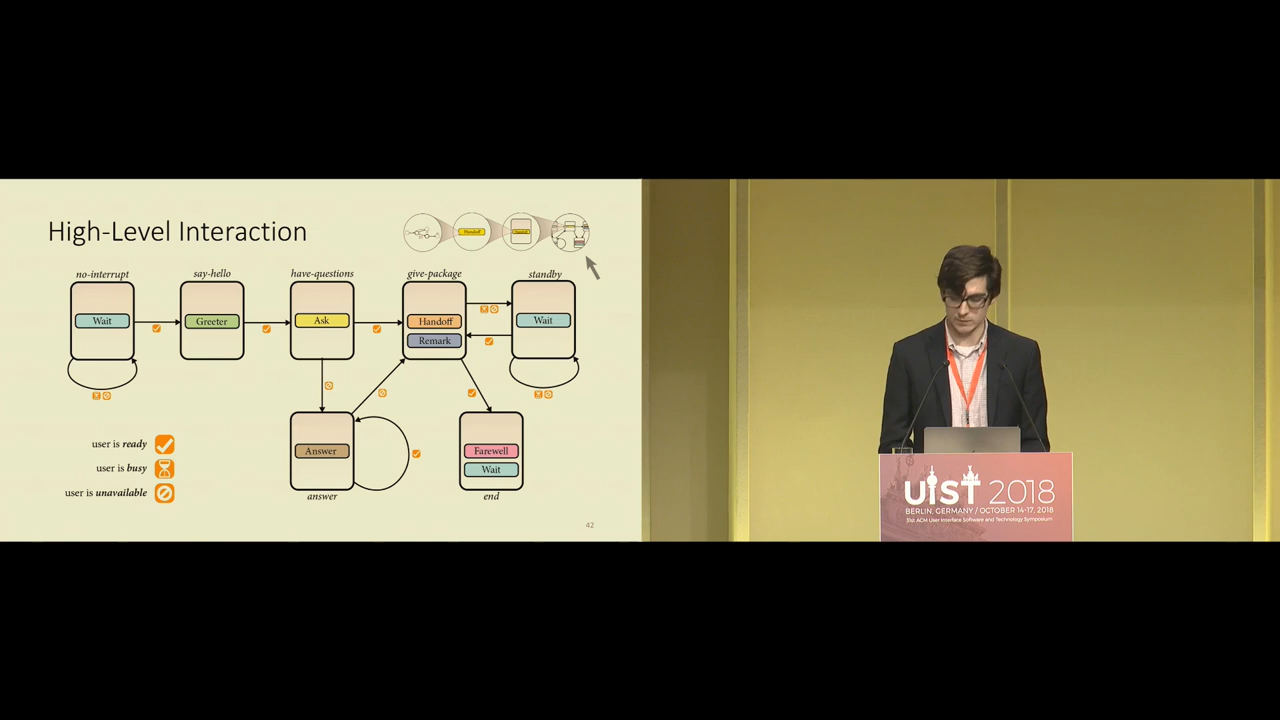 High-Level Interaction
Handoff
no-interrupt
say-hello
have-questions
give-package
standby
Wait
Greeter
Ask
Handoff
Wait
Remark
Answer
Farewell
Wait
answer
end
user is ready
user is busy
user is unavailable
42
UIST 2018
BERLIN, GERMANY / OCTOBER 14-17, 2018
31st ACM User Interface Software and Technology Symposium